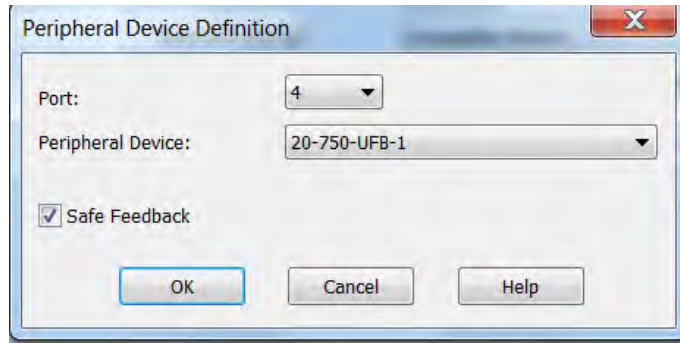 Peripheral Device Definition
Port:
4
Peripheral Device:
20-750-UFB-1
Safe Feedback
OK
Cancel
Help